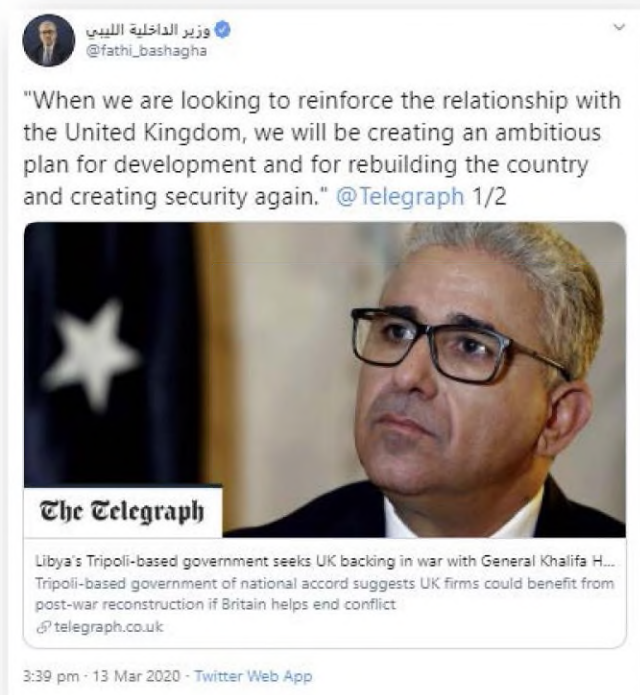 وزير الداخلية الليبي
@fathi_bashagha
"When we are looking to reinforce the relationship with
the United Kingdom, we will be creating an ambitious
plan for development and for rebuilding the country
and creating security again." @Telegraph 1/2
The Telegraph
Libya's Tripoli-based government seeks UK backing in war with General Khalifa H...
Tripoli-based government of national accord suggests UK firms could benefit from
post-war reconstruction if Britain helps end conflict
telegraph.co.uk
3:39 pm · 13 Mar 2020 · Twitter Web App